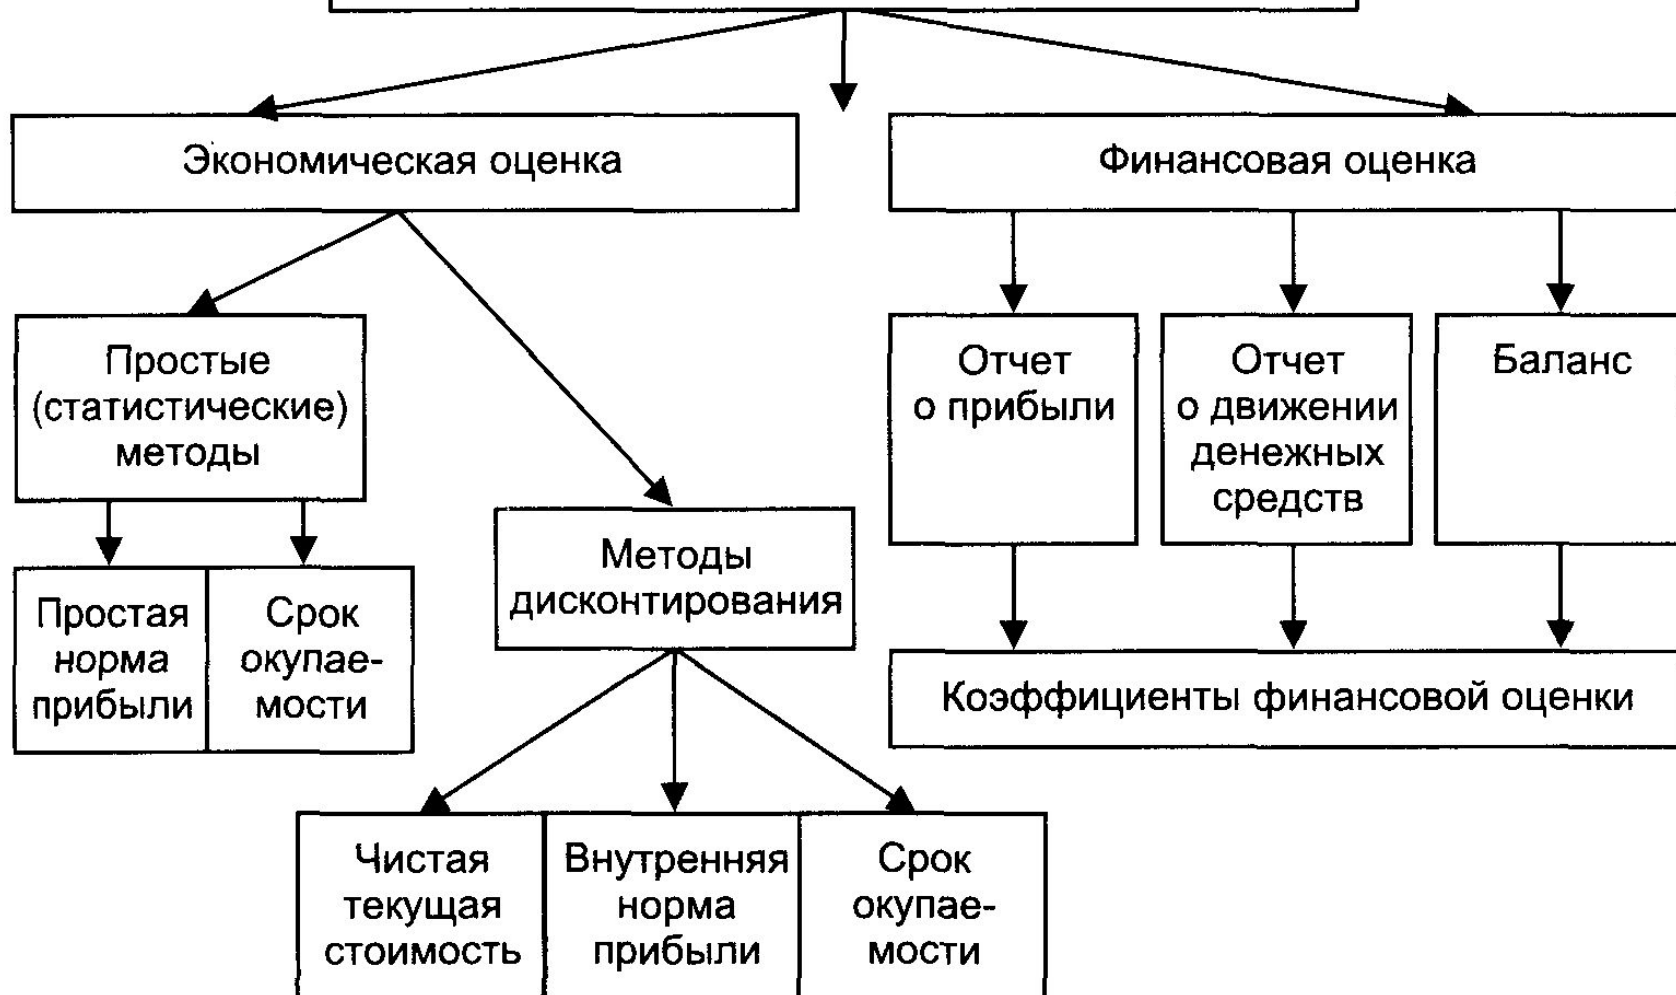 Экономическая оценка
Финансовая оценка
Простые
(статистические)
методы
Отчет
о прибыли
Отчет
о движении
денежных
средств
Баланс
Методы
дисконтирования
Простая
норма
прибыли
Срок
окупае-
мости
Коэффициенты финансовой оценки
Чистая
текущая
стоимость
Внутренняя
норма
прибыли
Срок
окупае-
мости